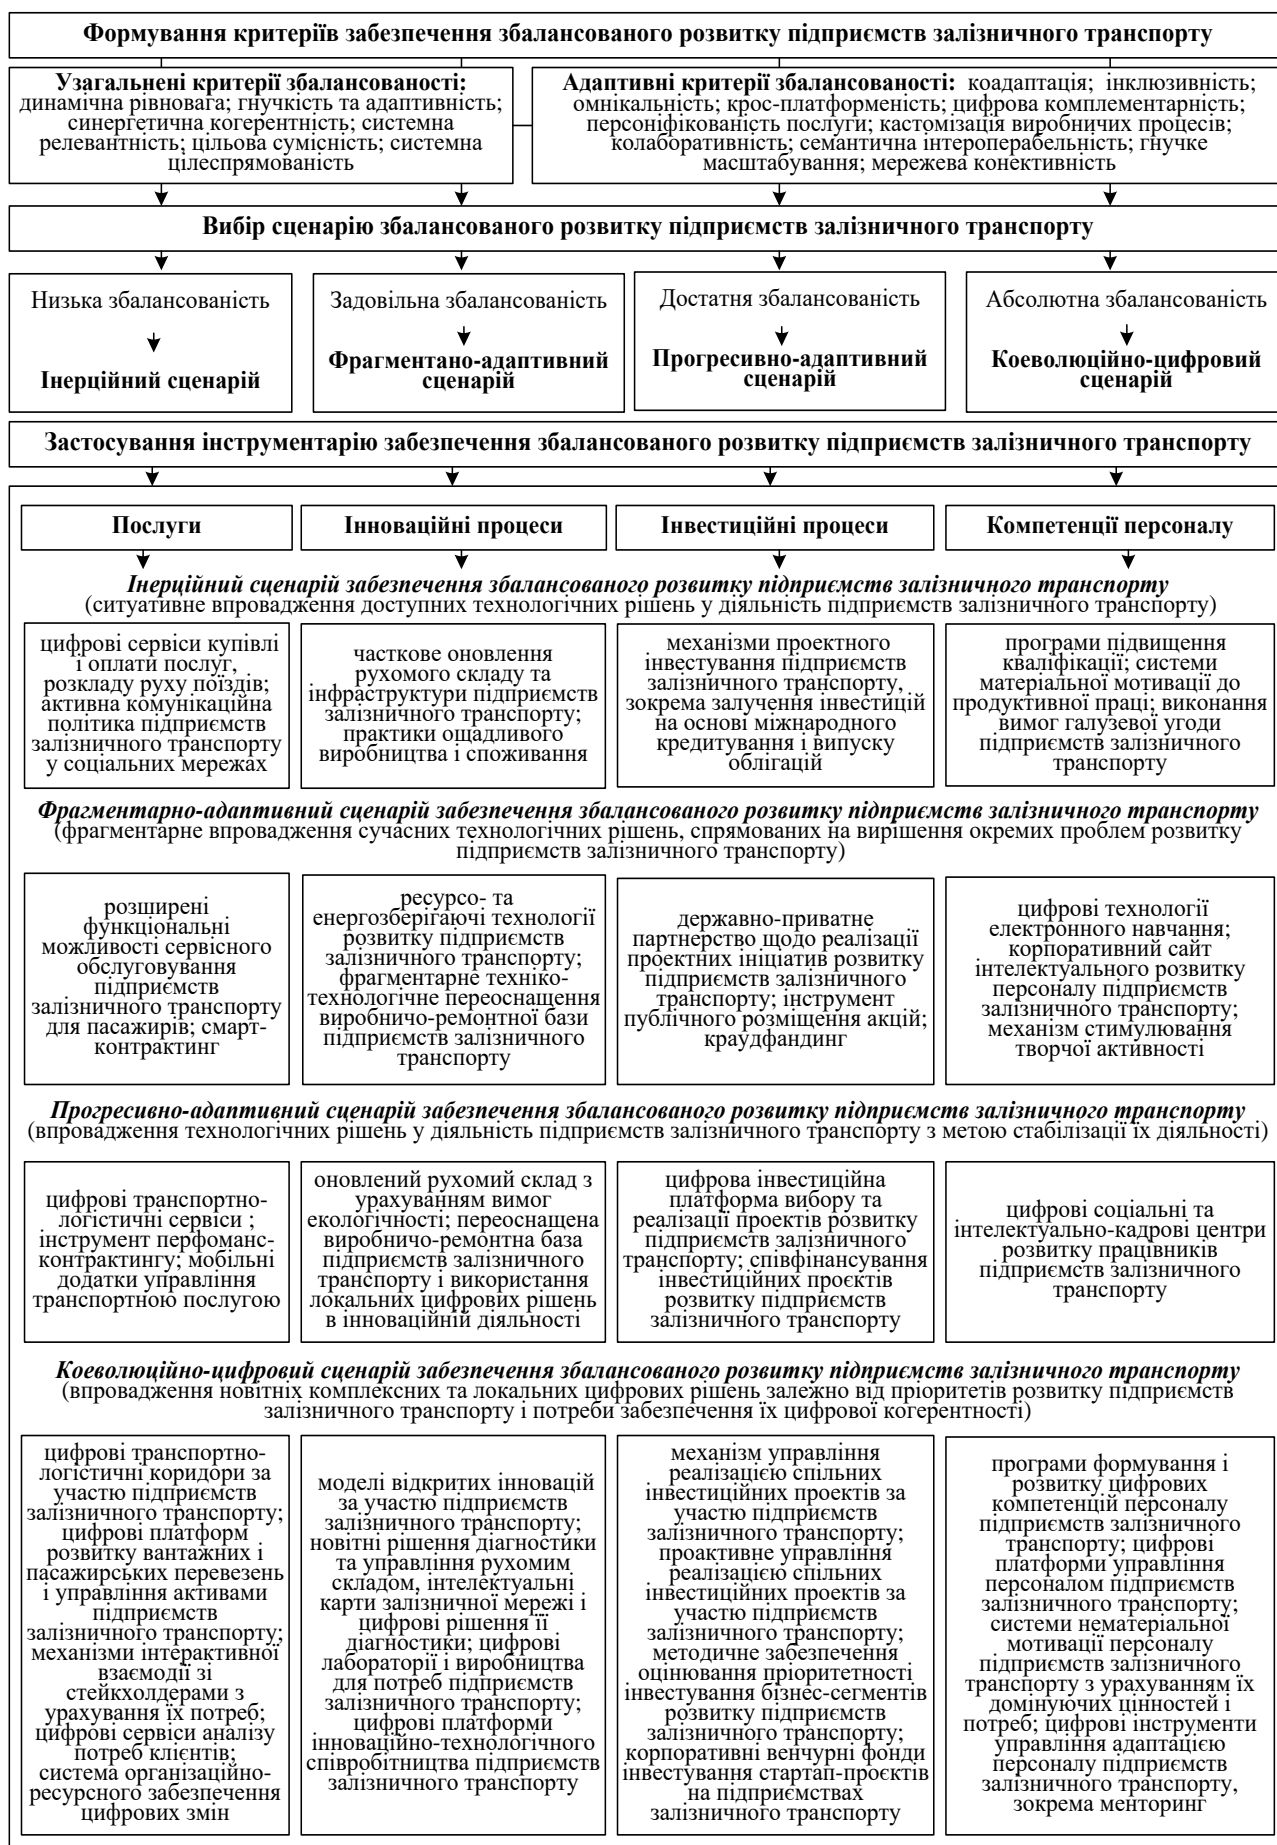 Формування критеріїв забезпечення збалансованого розвитку підприємств залізничного транспорту
Узагальнені критерії збалансованості:
динамічна рівновага; гнучкість та адаптивність;
синергетична когерентність; системна
релевантність; цільова сумісність; системна
цілеспрямованість
Адаптивні критерії збалансованості: коадаптація; інклюзивність;
омнікальність; крос-платформеність; цифрова комплементарність;
персоніфікованість послуги; кастомізація виробничих процесів;
колаборативність; семантична інтероперабельність; гнучке
масштабування; мережева конективність
Вибір сценарію збалансованого розвитку підприємств залізничного транспорту
Низька збалансованість
Інерційний сценарій
Задовільна збалансованість
Фрагментано-адаптивний
сценарій
Достатня збалансованість
Прогресивно-адаптивний
сценарій
Абсолютна збалансованість
Коеволюційно-цифровий
сценарій
Застосування інструментарію забезпечення збалансованого розвитку підприємств залізничного транспорту
Послуги
Інноваційні процеси
Інвестиційні процеси
Компетенції персоналу
Інерційний сценарій забезпечення збалансованого розвитку підприємств залізничного транспорту
(ситуативне впровадження доступних технологічних рішень у діяльність підприємств залізничного транспорту)
цифрові сервіси купівлі
і оплати послуг,
розкладу руху поїздів;
активна комунікаційна
політика підприємств
залізничного транспорту
у соціальних мережах
часткове оновлення
рухомого складу та
інфраструктури підприємств
залізничного транспорту;
практики ощадливого
виробництва і споживання
механізми проектного
інвестування підприємств
залізничного транспорту,
зокрема залучення інвестицій
на основі міжнародного
кредитування і випуску
облігацій
програми підвищення
кваліфікації; системи
матеріальної мотивації до
продуктивної праці; виконання
вимог галузевої угоди
підприємств залізничного
транспорту
Фрагментарно-адаптивний сценарій забезпечення збалансованого розвитку підприємств залізничного транспорту
(фрагментарне впровадження сучасних технологічних рішень, спрямованих на вирішення окремих проблем розвитку
підприємств залізничного транспорту)
розширені
функціональні
можливості сервісного
обслуговування
підприємств
залізничного транспорту
для пасажирів; смарт-
контрактинг
ресурсо- та
енергозберігаючі технології
розвитку підприємств
залізничного транспорту;
фрагментарне техніко-
технологічне переоснащення
виробничо-ремонтної бази
підприємств залізничного
транспорту
державно-приватне
партнерство щодо реалізації
проектних ініціатив розвитку
підприємств залізничного
транспорту; інструмент
публічного розміщення акцій;
краудфандинг
цифрові технології
електронного навчання;
корпоративний сайт
інтелектуального розвитку
персоналу підприємств
залізничного транспорту;
механізм стимулювання
творчої активності
Прогресивно-адаптивний сценарій забезпечення збалансованого розвитку підприємств залізничного транспорту
(впровадження технологічних рішень у діяльність підприємств залізничного транспорту з метою стабілізації їх діяльності)
цифрові транспортно-
логістичні сервіси ;
інструмент перфоманс-
контрактингу; мобільні
додатки управління
транспортною послугою
оновлений рухомий склад з
урахуванням вимог
екологічності; переоснащена
виробничо-ремонтна база
підприємств залізничного
транспорту і використання
локальних цифрових рішень
в інноваційній діяльності
цифрова інвестиційна
платформа вибору та
реалізації проектів розвитку
підприємств залізничного
транспорту; співфінансування
інвестиційних проєктів
розвитку підприємств
залізничного транспорту
цифрові соціальні та
інтелектуально-кадрові центри
розвитку працівників
підприємств залізничного
транспорту
Коеволюційно-цифровий сценарій забезпечення збалансованого розвитку підприємств залізничного транспорту
(впровадження новітніх комплексних та локальних цифрових рішень залежно від пріоритетів розвитку підприємств
залізничного транспорту і потреби забезпечення їх цифрової когерентності)
цифрові транспортно-
логістичні коридори за
участю підприємств
залізничного транспорту;
цифрові платформ
розвитку вантажних і
пасажирських перевезень
і управління активами
підприємств
залізничного транспорту;
механізми інтерактивної
взаємодії зі
стейкхолдерами з
урахування їх потреб;
цифрові сервіси аналізу
потреб клієнтів;
система організаційно-
ресурсного забезпечення
цифрових змін
моделі відкритих інновацій
за участю підприємств
залізничного транспорту;
новітні рішення діагностики
та управління рухомим
складом, інтелектуальні
карти залізничної мережі і
цифрові рішення її
діагностики; цифрові
лабораторії і виробництва
для потреб підприємств
залізничного транспорту;
цифрові платформи
інноваційно-технологічного
співробітництва підприємств
залізничного транспорту
механізм управління
реалізацією спільних
інвестиційних проектів за
участю підприємств
залізничного транспорту;
проактивне управління
реалізацією спільних
інвестиційних проектів за
участю підприємств
залізничного транспорту;
методичне забезпечення
оцінювання пріоритетності
інвестування бізнес-сегментів
розвитку підприємств
залізничного транспорту;
корпоративні венчурні фонди
інвестування стартап-проєктів
на підприємствах
залізничного транспорту
програми формування і
розвитку цифрових
компетенцій персоналу
підприємств залізничного
транспорту; цифрові
платформи управління
персоналом підприємств
залізничного транспорту;
системи нематеріальної
мотивації персоналу
підприємств залізничного
транспорту з урахуванням їх
домінуючих цінностей і
потреб; цифрові інструменти
управління адаптацією
персоналу підприємств
залізничного транспорту,
зокрема менторинг